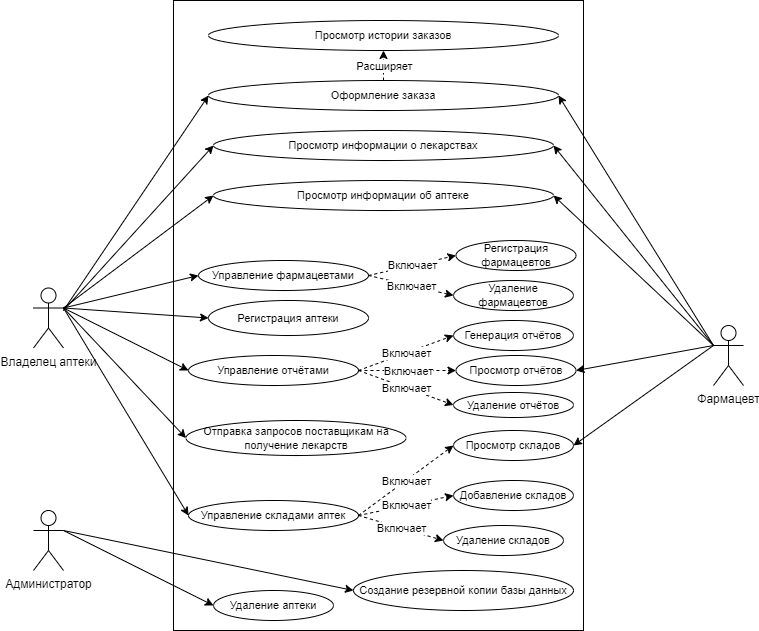 Просмотр истории заказов
Расширяет
Оформление заказа
Просмотр информации о лекарствах
Просмотр информации об аптеке
Регистрация
фармацевтов
Включает
Управление фармацевтами
Включает
Удаление
фармацевтов
Регистрация аптеки
Генерация отчётов
Включает
Владелец аптеки
Управление отчётами
Включает
Просмотр отчётов
Включает
Фармацевт
Удаление отчётов
Отправка запросов поставщикам на
получение лекарств
Просмотр складов
Включает
Добавление складов
Включает
Управление складами аптек
Включает
Удаление складов
Администратор
Создание резервной копии базы данных
Удаление аптеки